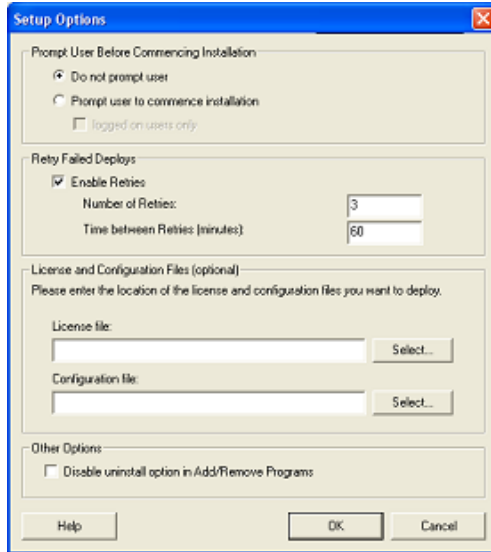 Setup Options
Prompt User Before Commencing Installation
Do not prompt user
Prompt user to commence installation
logged on users only
Retry Failed Deploys
Enable Retries
Number of Retries: 3
Time between Retries (minutes): 60
License and Configuration Files (optional)
Please enter the location of the license and configuration files you want to deploy.
License file:
Select...
Configuration file:
Select...
Other Options
Disable uninstall option in Add/Remove Programs
Help OK Cancel